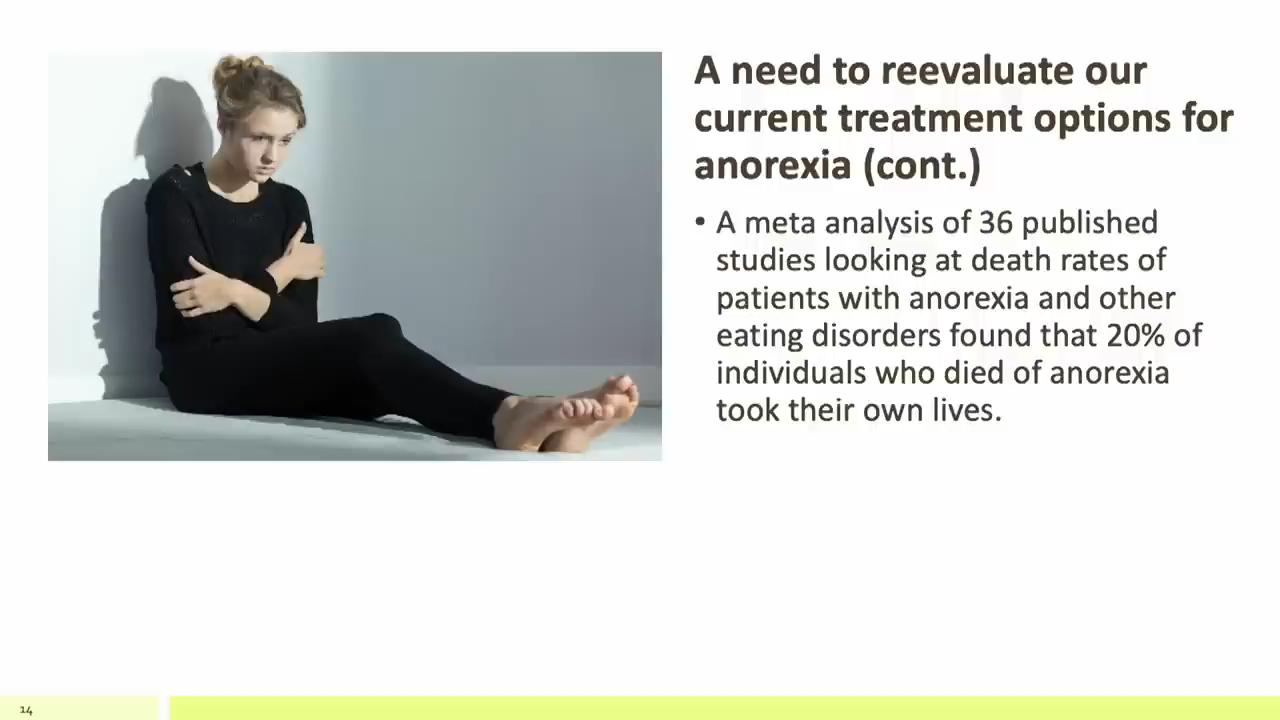 A need to reevaluate our
current treatment options for
anorexia (cont.)
• A meta analysis of 36 published
studies looking at death rates of
patients with anorexia and other
eating disorders found that 20% of
individuals who died of anorexia
took their own lives.
14